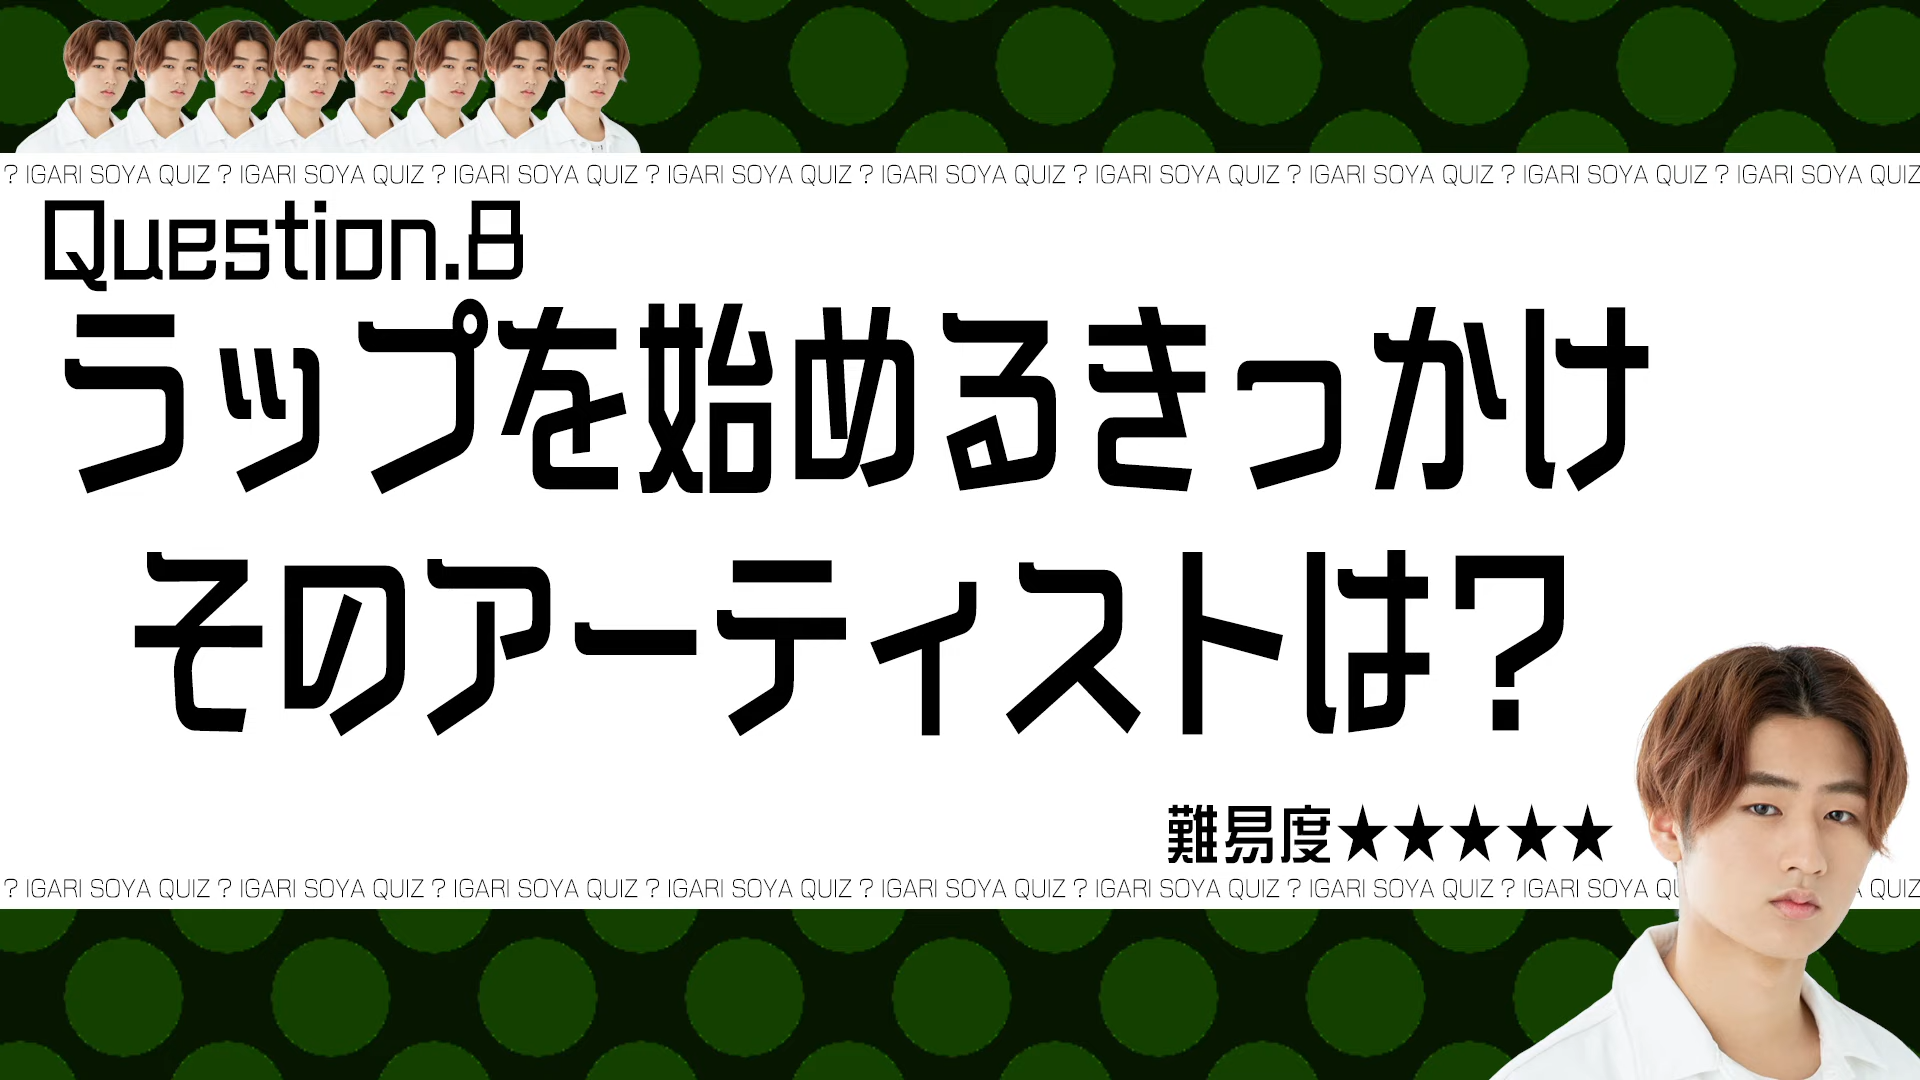 ? IGARI SOYA QUIZ ? IGARI SOYA QUIZ ? IGARI SOYA QUIZ ? IGARI SOYA QUIZ ? IGARI SOYA QUIZ ? IGARI SOYA QUIZ ? IGARI SOYA QUIZ ? IGARI SOYA QUIZ ? IGARI SOYA QUIZ
Question.8
ラップを始めるきっかけ
そのアーティストは?
難易度★★★★★
? IGARI SOYA QUIZ ? IGARI SOYA QUIZ ? IGARI SOYA QUIZ ? IGARI SOYA QUIZ ? IGARI SOYA QUIZ ? IGARI SOYA QUIZ ? IGARI SOYA QUIZ ? IGARI SOYA QUIZ